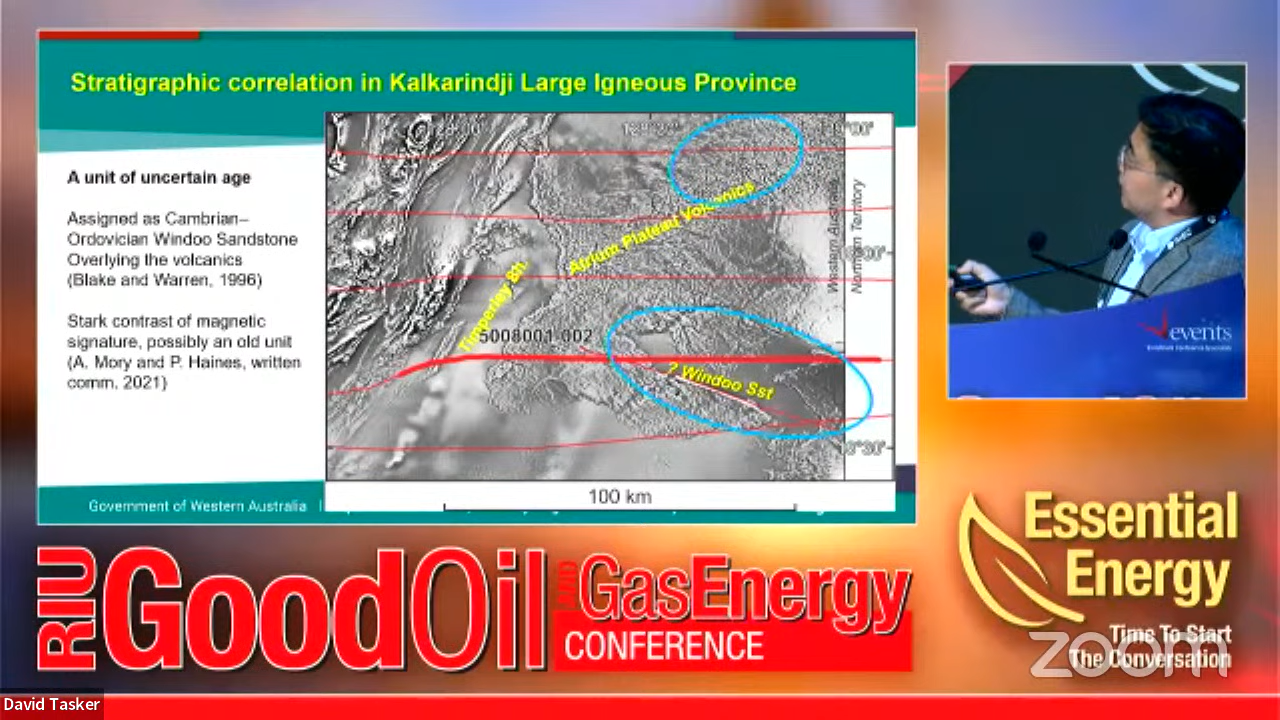 Stratigraphic correlation in Kalkarindji Large Igneous Province
A unit of uncertain age
Assigned as Cambrian–
Ordovician Windoo Sandstone
Overlying the volcanics
(Blake and Warren, 1996)
Stark contrast of magnetic
signature, possibly an old unit
(A. Mory and P. Haines, written
comm, 2021)
Antrium Plateau Volcanics
Western Australia
Northern Territory
Timperley Sh
5008001-002
? Windoo Sst
100 km
Government of Western Australia
events
RIU
GoodOil
AND
GasEnergy
CONFERENCE
Essential
Energy
Time To Start
The Conversation
zoom
David Tasker